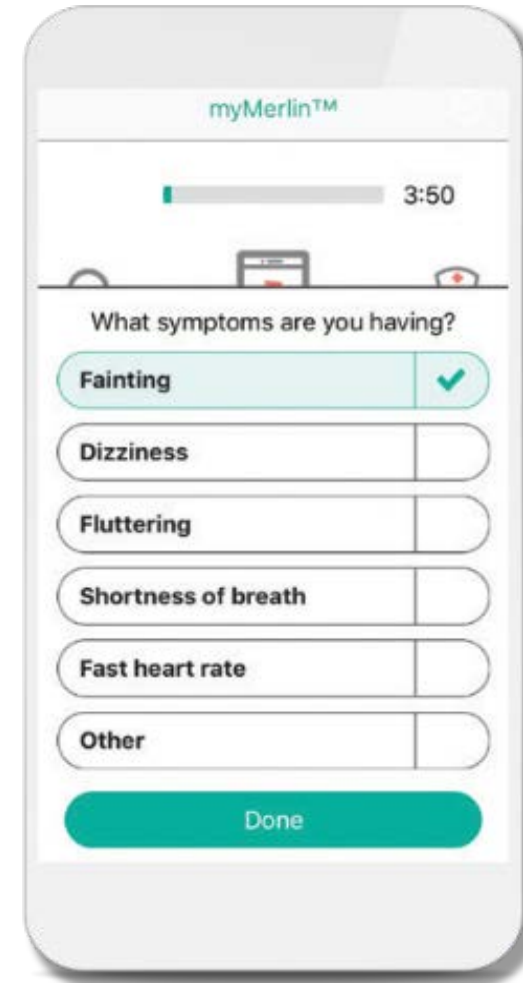 myMerlin™
3:50
What symptoms are you having?
Fainting
Dizziness
Fluttering
Shortness of breath
Fast heart rate
Other
Done